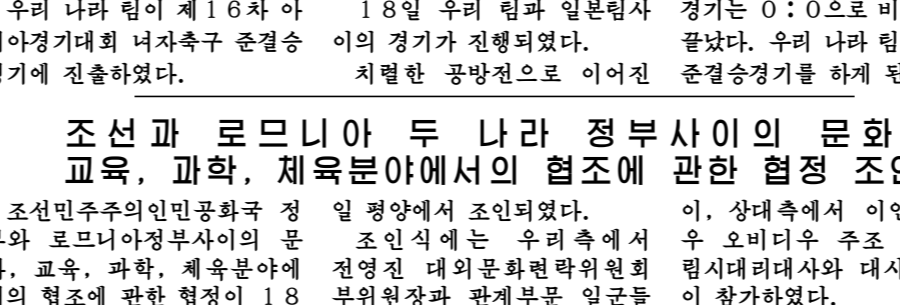 우리 나라 팀이 제16차 아
아경기대회 녀자축구 준결승
기에 진출하였다.
18일 우리 팀과 일본팀사
이의 경기가 진행되였다.
치렬한 공방전으로 이어진
경기는 0:0으로 비
끝났다. 우리 나라 팀
준결승경기를 하게 된
조선과 로므니아 두 나라 정부사이의 문화
교육, 과학, 체육분야에서의 협조에 관한 협정 조인
조선민주주의인민공화국 정
와 로므니아정부사이의 문
, 교육, 과학, 체육분야에
의 협조에 관한 협정이 18
일 평양에서 조인되였다.
조인식에는 우리측에서
전영진 대외문화련락위원회
부위원장과 관계부문 일군들
이, 상대측에서 이
우 오비디우 주조
림시대리대사와 대사
이 참가하였다.